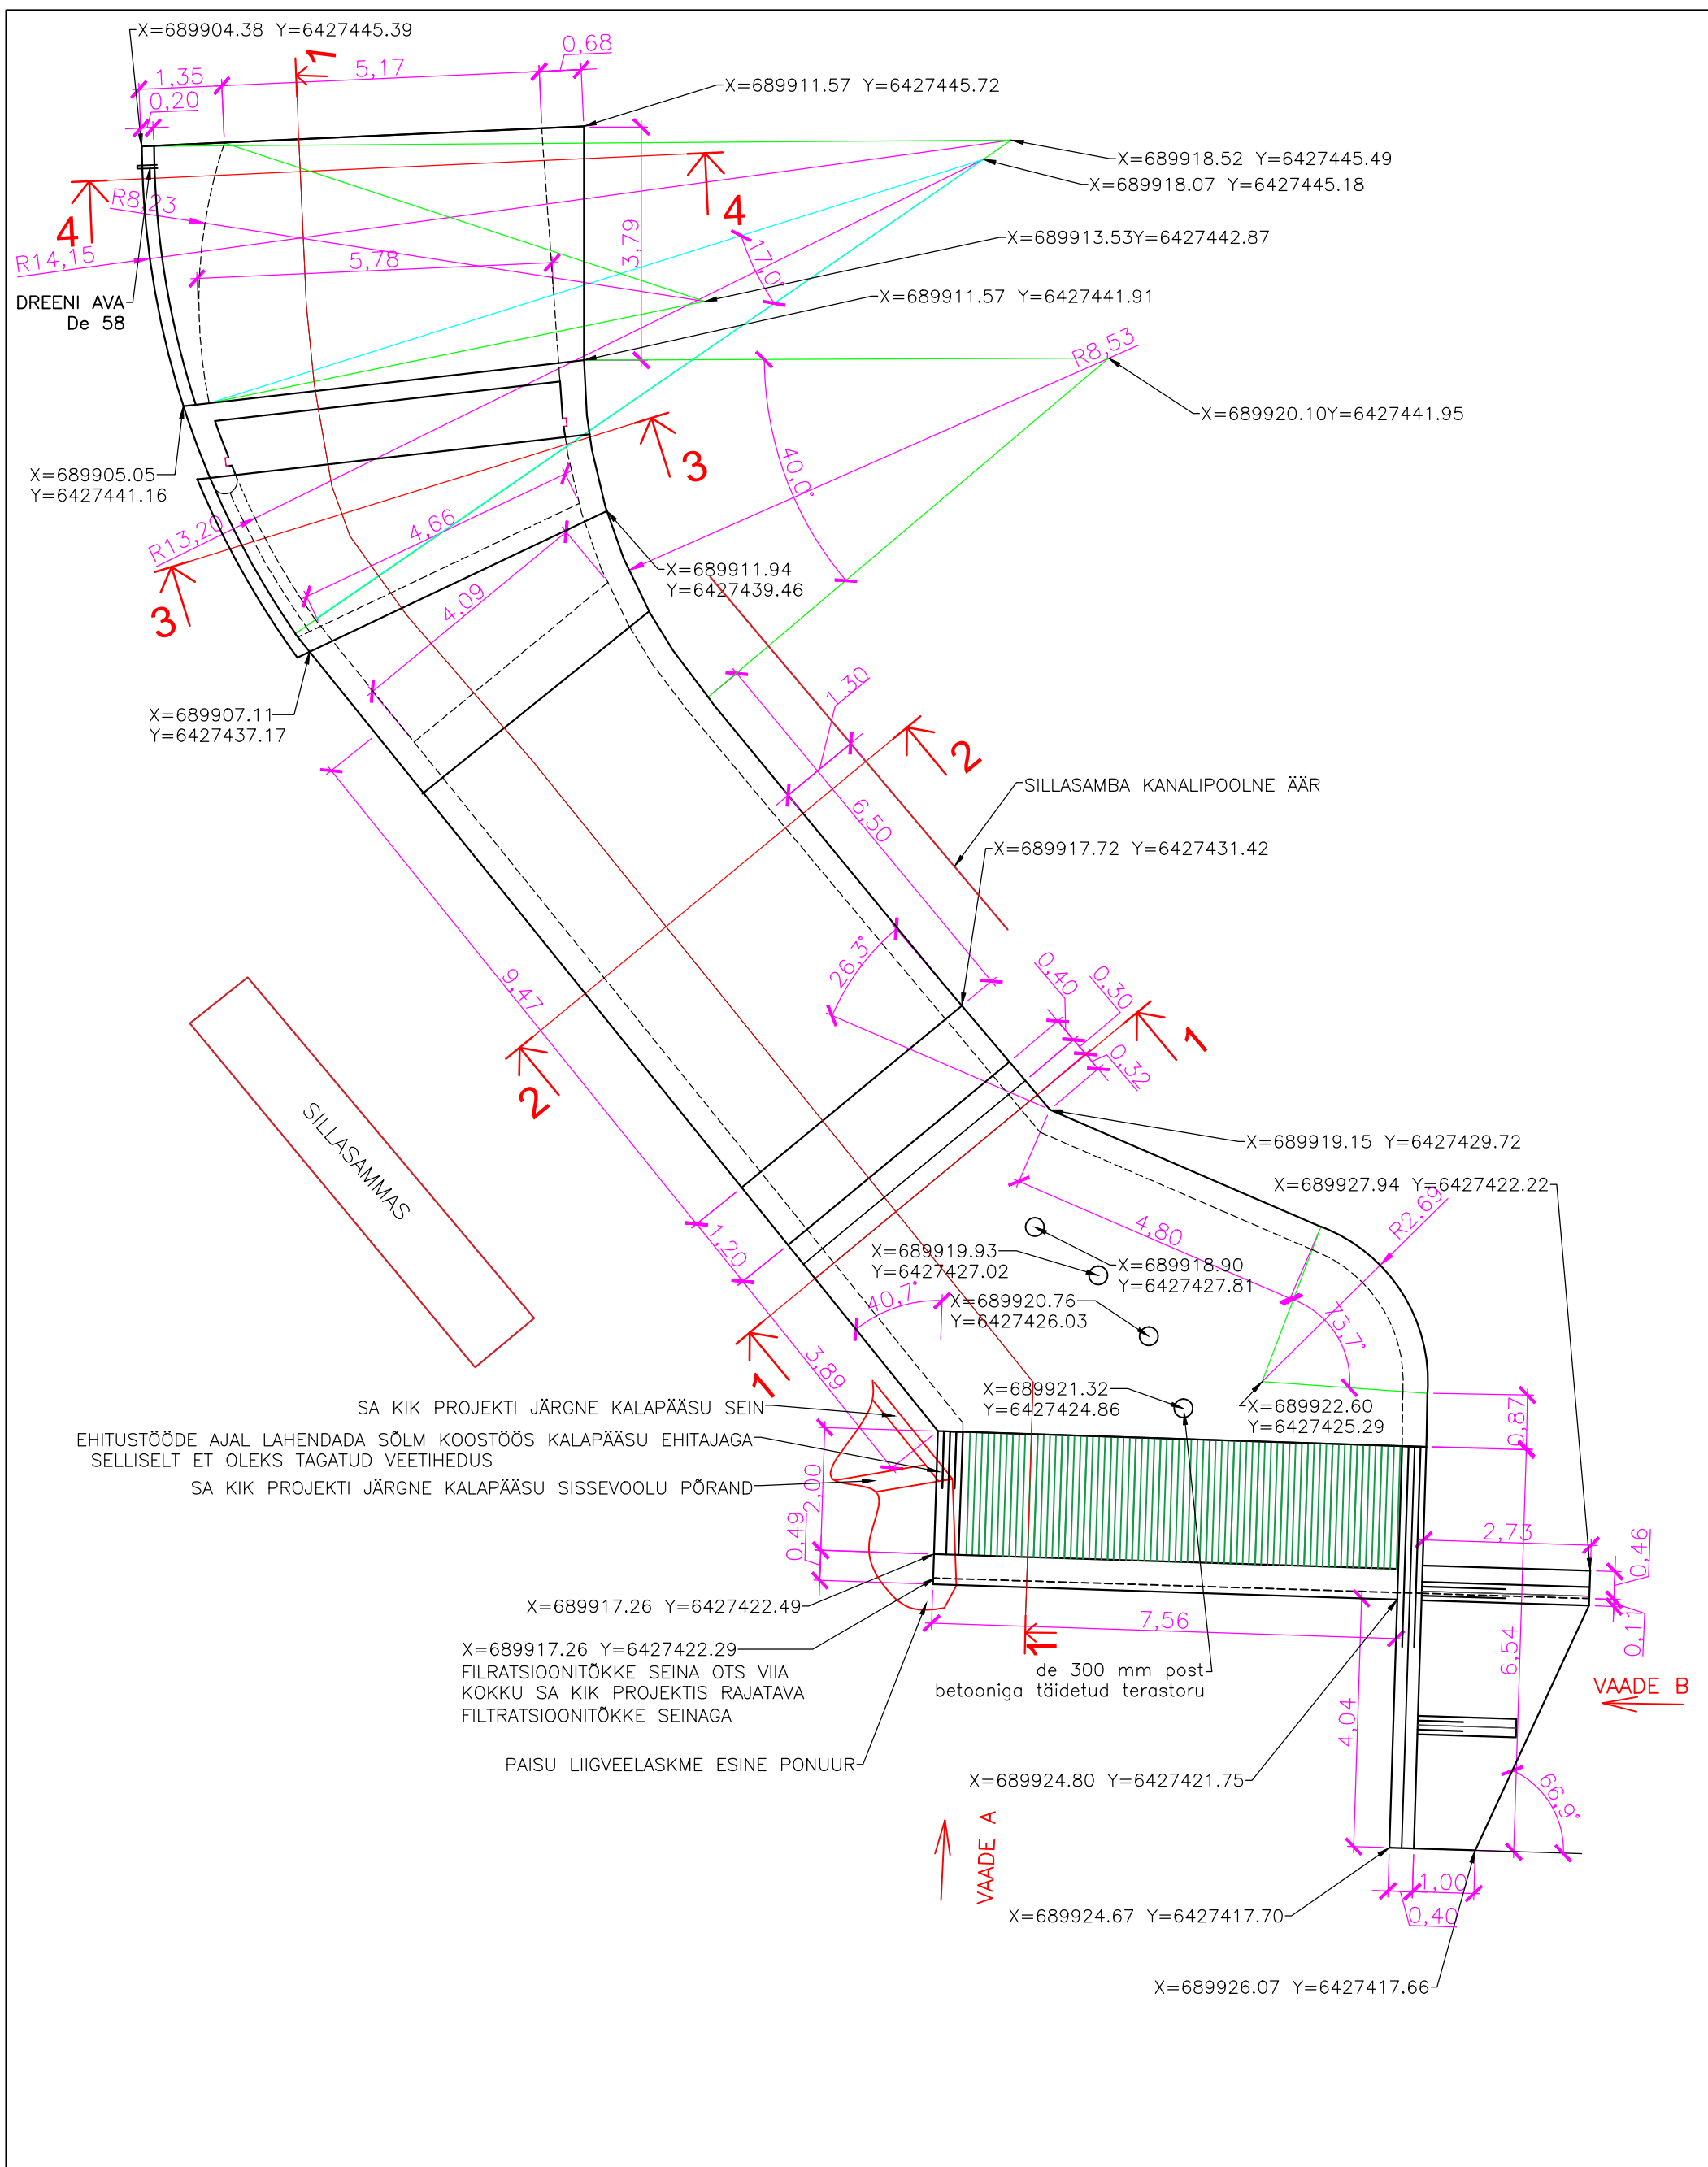 X=689904.38 Y=6427445.39
1
0,68
5,17
1,35
0,20
X=689911.57 Y=6427445.72
X=689918.52 Y=6427445.49
X=689918.07 Y=6427445.18
R8,23
4
4
3,79
X=689913.53Y=6427442.87
17,0°
R14,15
5,78
DREENI AVA
De 58
X=689911.57 Y=6427441.91
R8,53
X=689920.10Y=6427441.95
3
40,0°
X=689905.05
Y=6427441.16
4,66
R13,20
X=689911.94
Y=6427439.46
3
4,09
1,30
X=689907.11
Y=6427437.17
2
SILLASAMBA KANALIPOOLNE ÄÄR
6,50
X=689917.72 Y=6427431.42
26,3°
9,47
0,40
0,30
1
0,32
2
SILLASAMMAS
X=689919.15 Y=6427429.72
X=689927.94 Y=6427422.22
R2,69
4,80
1,20
X=689919.93
Y=6427427.02
X=689918.90
Y=6427427.81
40,7°
X=689920.76
Y=6427426.03
73,7°
3,89
1
X=689921.32
Y=6427424.86
X=689922.60
Y=6427425.29
0,87
SA KIK PROJEKTI JÄRGNE KALAPÄÄSU SEIN
EHITUSTÖÖDE AJAL LAHENDADA SÕLM KOOSTÖÖS KALAPÄÄSU EHITAJAGA
SELLISELT ET OLEKS TAGATUD VEETIHEDUS
SA KIK PROJEKTI JÄRGNE KALAPÄÄSU SISSEVOOLU PÕRAND
2,00
0,49
2,73
0,46
X=689917.26 Y=6427422.49
7,56
1
0,11
6,54
X=689917.26 Y=6427422.29
FILRATSIOONITÕKKE SEINA OTS VIIA
KOKKU SA KIK PROJEKTIS RAJATAVA
FILTRATSIOONITÕKKE SEINAGA
de 300 mm post
betooniga täidetud terastoru
VAADE B
4,04
PAISU LIIGVEELASKME ESINE PONUUR
X=689924.80 Y=6427421.75
66,9°
VAADE A
1,00
0,40
X=689924.67 Y=6427417.70
X=689926.07 Y=6427417.66